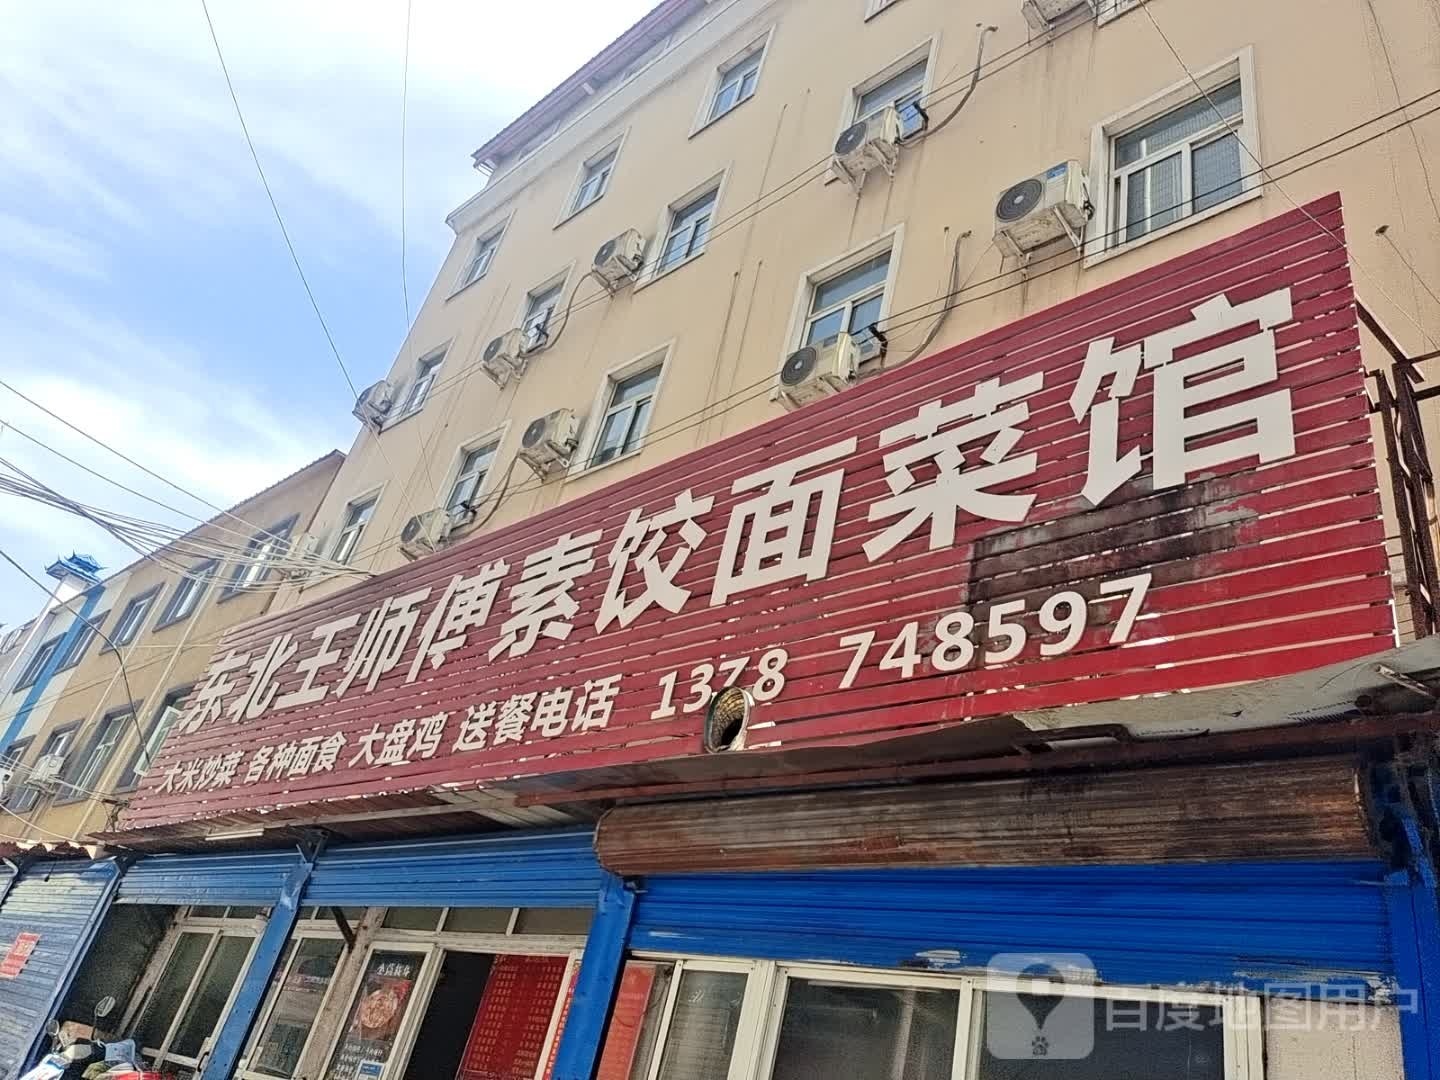 东北王师傅素饺面菜馆
大米炒菜 各种面食 大盘鸡 送餐电话 1378 748597
百度地图用户